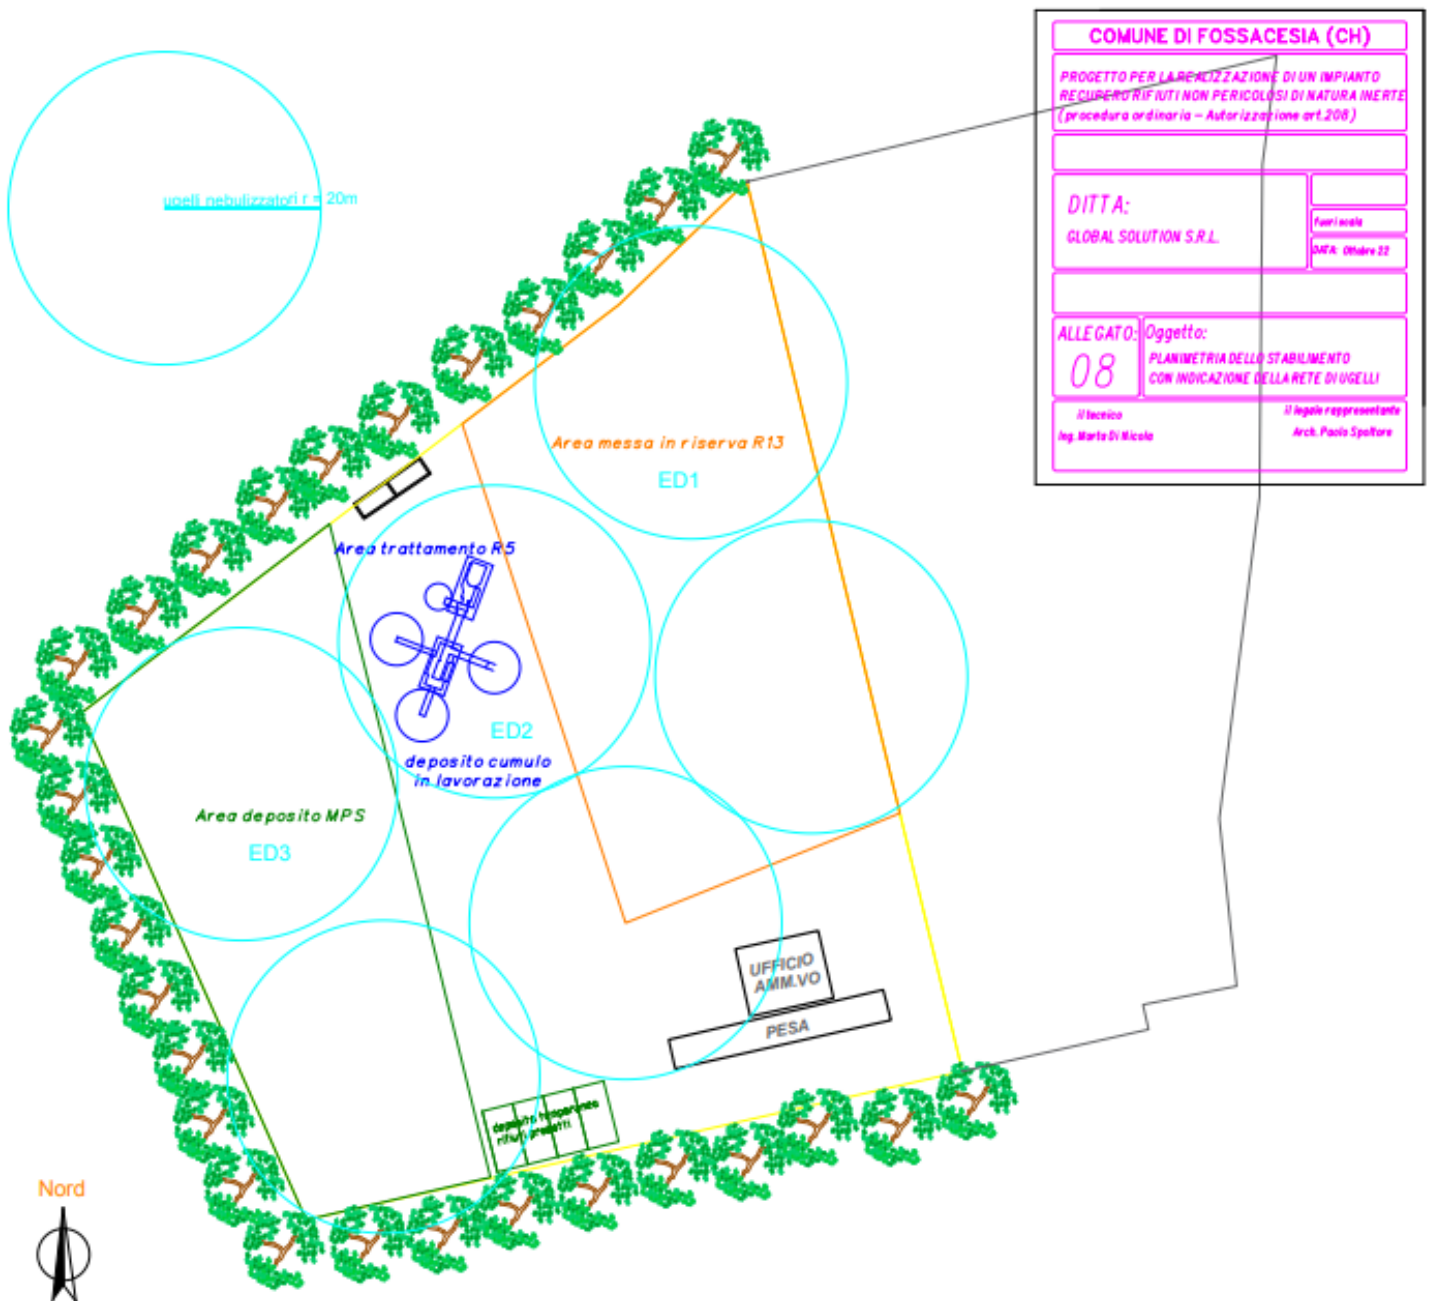 COMUNE DI FOSSACESIA (CH)
PROGETTO PER LA REALIZZAZIONE DI UN IMPIANTO
RECUPERO RIFIUTI NON PERICOLOSI DI NATURA INERTE
(procedura ordinaria – Autorizzazione art.208)
DITTA:
GLOBAL SOLUTION S.R.L.
fuori scala
DATA: Ottobre 22
ALLEGATO:
08
Oggetto:
PLANIMETRIA DELLO STABILIMENTO
CON INDICAZIONE DELLA RETE DI UGELLI
il tecnico
Ing. Marta Di Nicola
il legale rappresentante
Arch. Paolo Spoltore
ugelli nebulizzatori r = 20m
Area messa in riserva R13
ED1
Area trattamento R5
ED2
deposito cumulo
in lavorazione
Area deposito MPS
ED3
UFFICIO
AMM.VO
PESA
deposito temporaneo
rifiuti prodotti
Nord